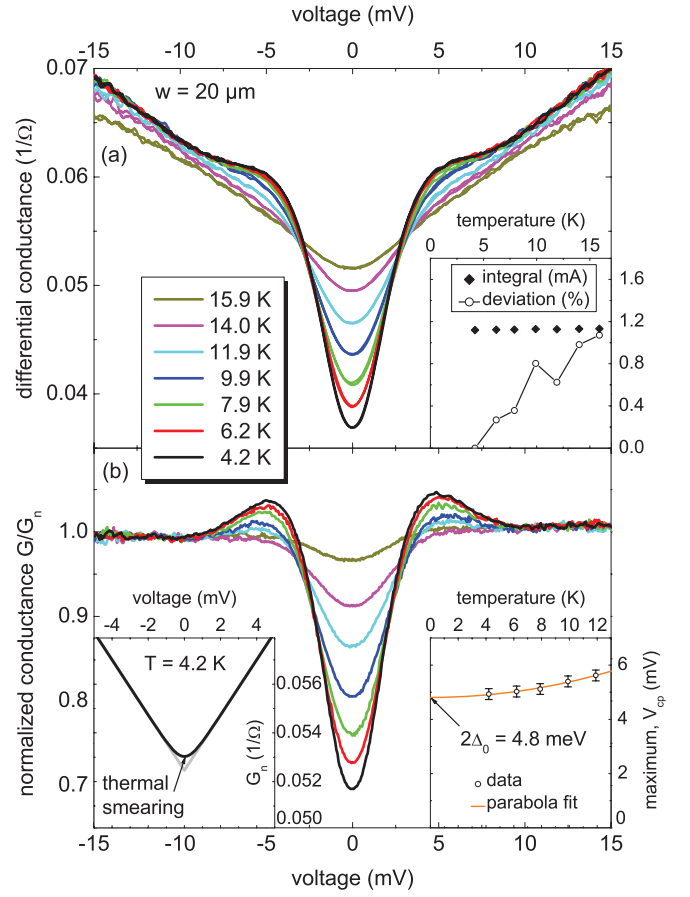 voltage (mV)
-15 -10 -5 0 5 10 15
0.07
w = 20 µm
(a)
0.06
differential conductance (1/Ω)
temperature (K)
0 5 10 15
0.05
15.9 K
14.0 K
11.9 K
9.9 K
7.9 K
6.2 K
4.2 K
integral (mA)
deviation (%)
1.8
1.2
0.8
0.4
0.0
0.04
(b)
1.0
normalized conductance G/Gn
0.9
voltage (mV)
-4 -2 0 2 4
T = 4.2 K
0.056
0.054
0.052
0.050
Gn (1/Ω)
thermal
smearing
temperature (K)
0 2 4 6 8 10 12
6
4
2
0
maximum, Vcp (mV)
2Δ0 = 4.8 meV
data
parabola fit
0.8
0.7
-15 -10 -5 0 5 10 15
voltage (mV)